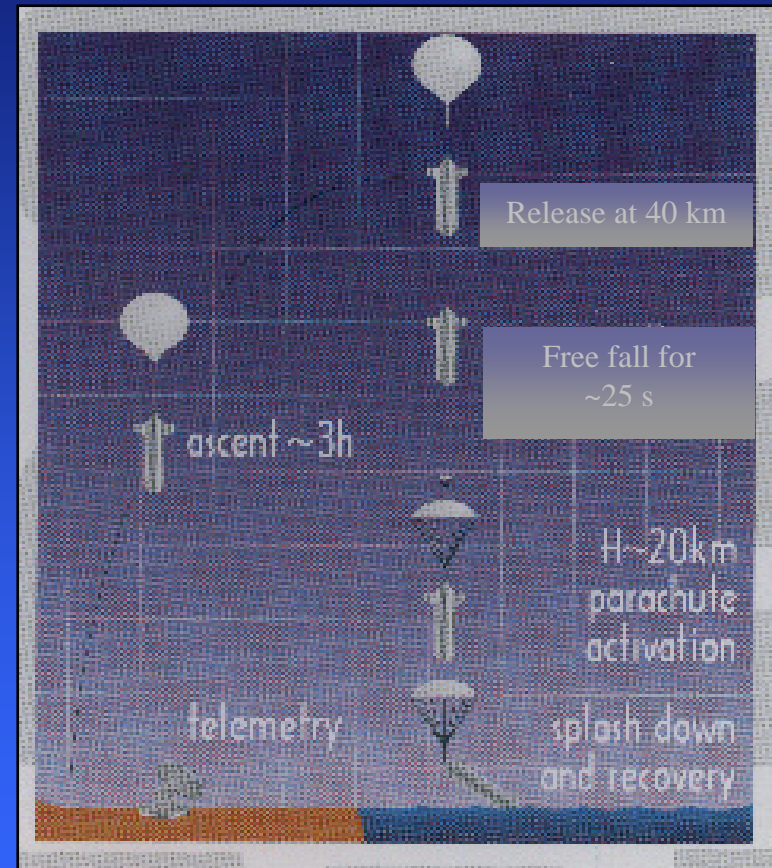 Release at 40 km
Free fall for
~25 s
ascent ~3h
H~20km
parachute
activation
telemetry
splash down
and recovery